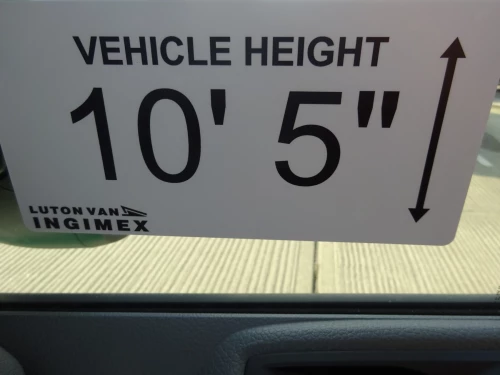 VEHICLE HEIGHT
10' 5"
LUTON VAN
INGIMEX